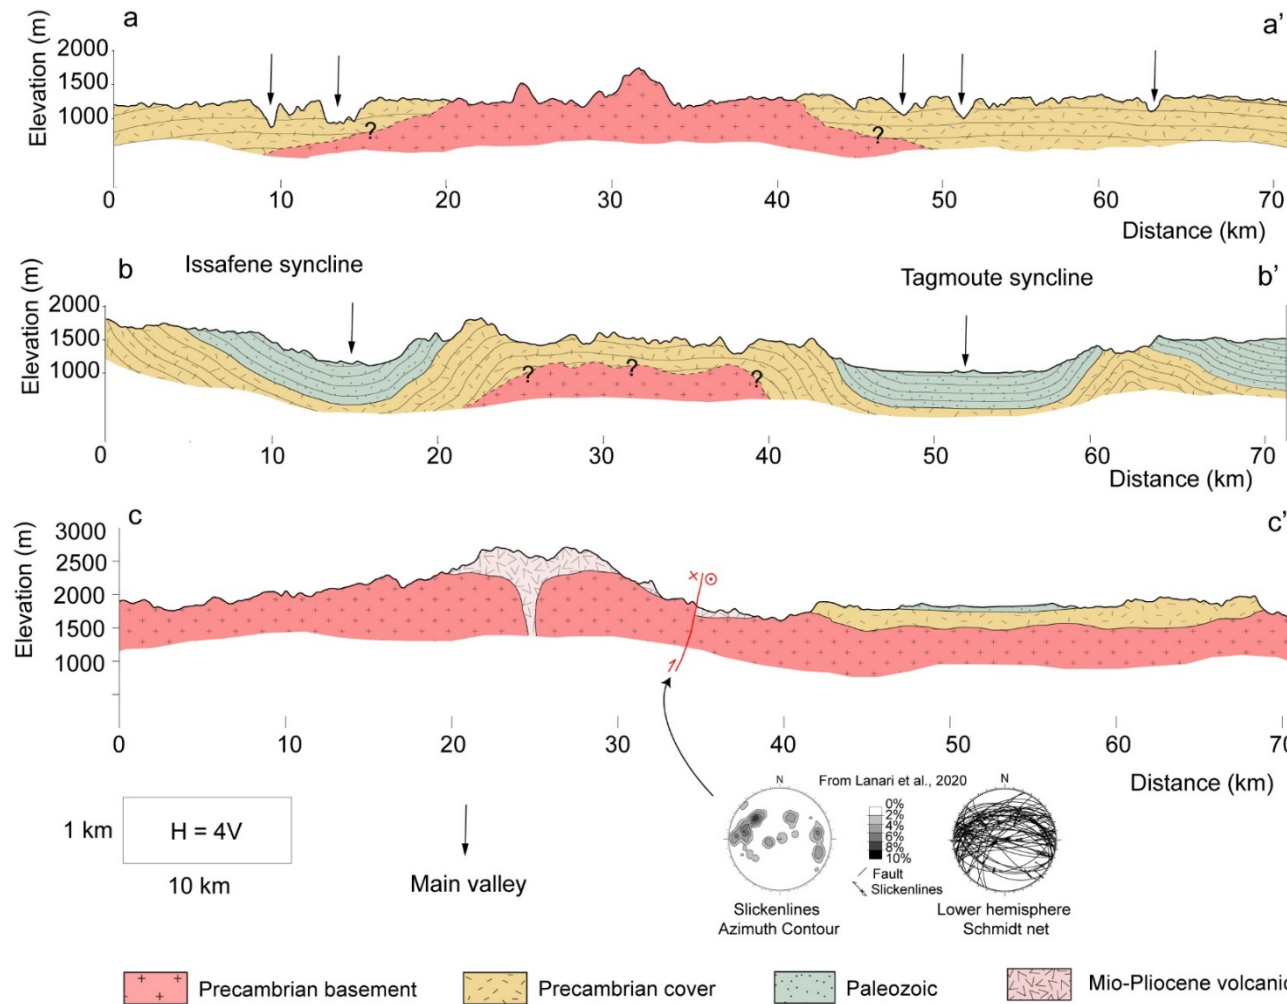 a
a'
Elevation (m)
2000
1500
1000
?
?
0
10
20
30
40
50
60
70
Distance (km)
Issafene syncline
Tagmoute syncline
b
b'
Elevation (m)
2000
1500
1000
?
?
?
0
10
20
30
40
50
60
70
Distance (km)
c
c'
Elevation (m)
3000
2500
2000
1500
1000
0
10
20
30
40
50
60
70
Distance (km)
1 km
H = 4V
10 km
Main valley
From Lanari et al., 2020
N
N
0%
2%
4%
6%
8%
10%
Fault
Slickenlines
Slickenlines
Azimuth Contour
Lower hemisphere
Schmidt net
Precambrian basement
Precambrian cover
Paleozoic
Mio-Pliocene volcanic